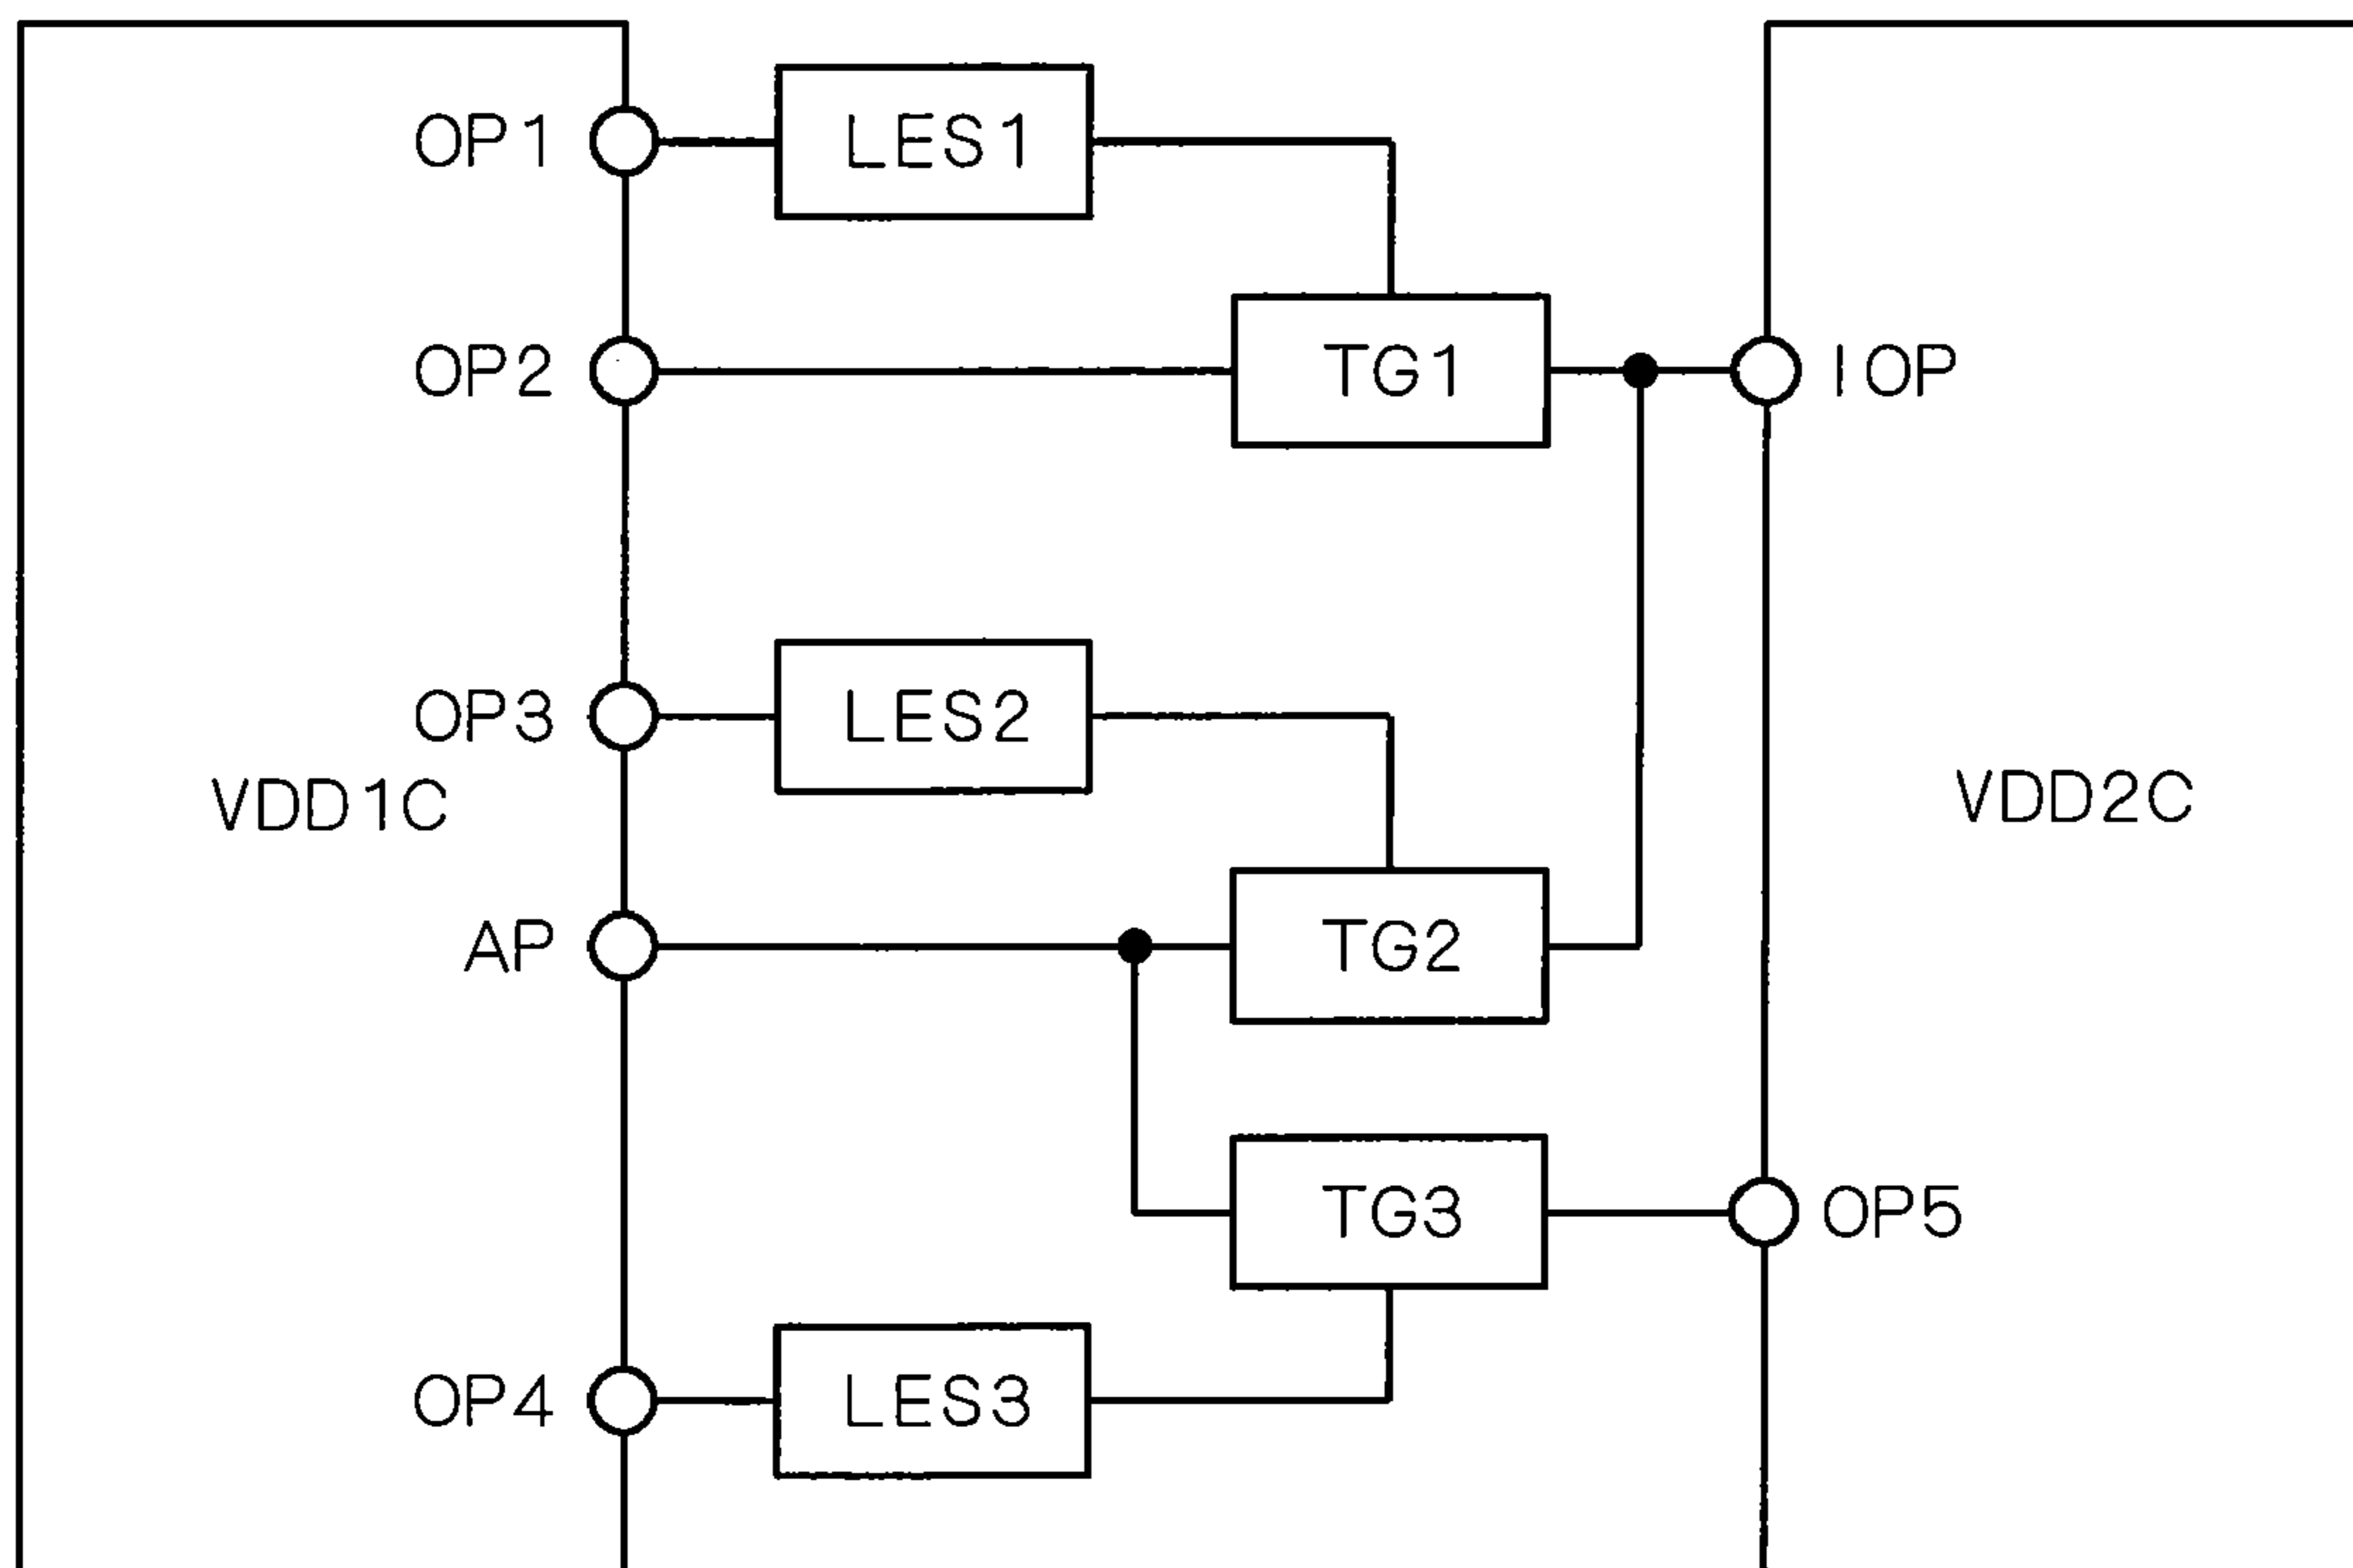 OP1
LES1
OP2
TG1
IOP
OP3
LES2
VDD1C
VDD2C
AP
TG2
TG3
OP5
OP4
LES3